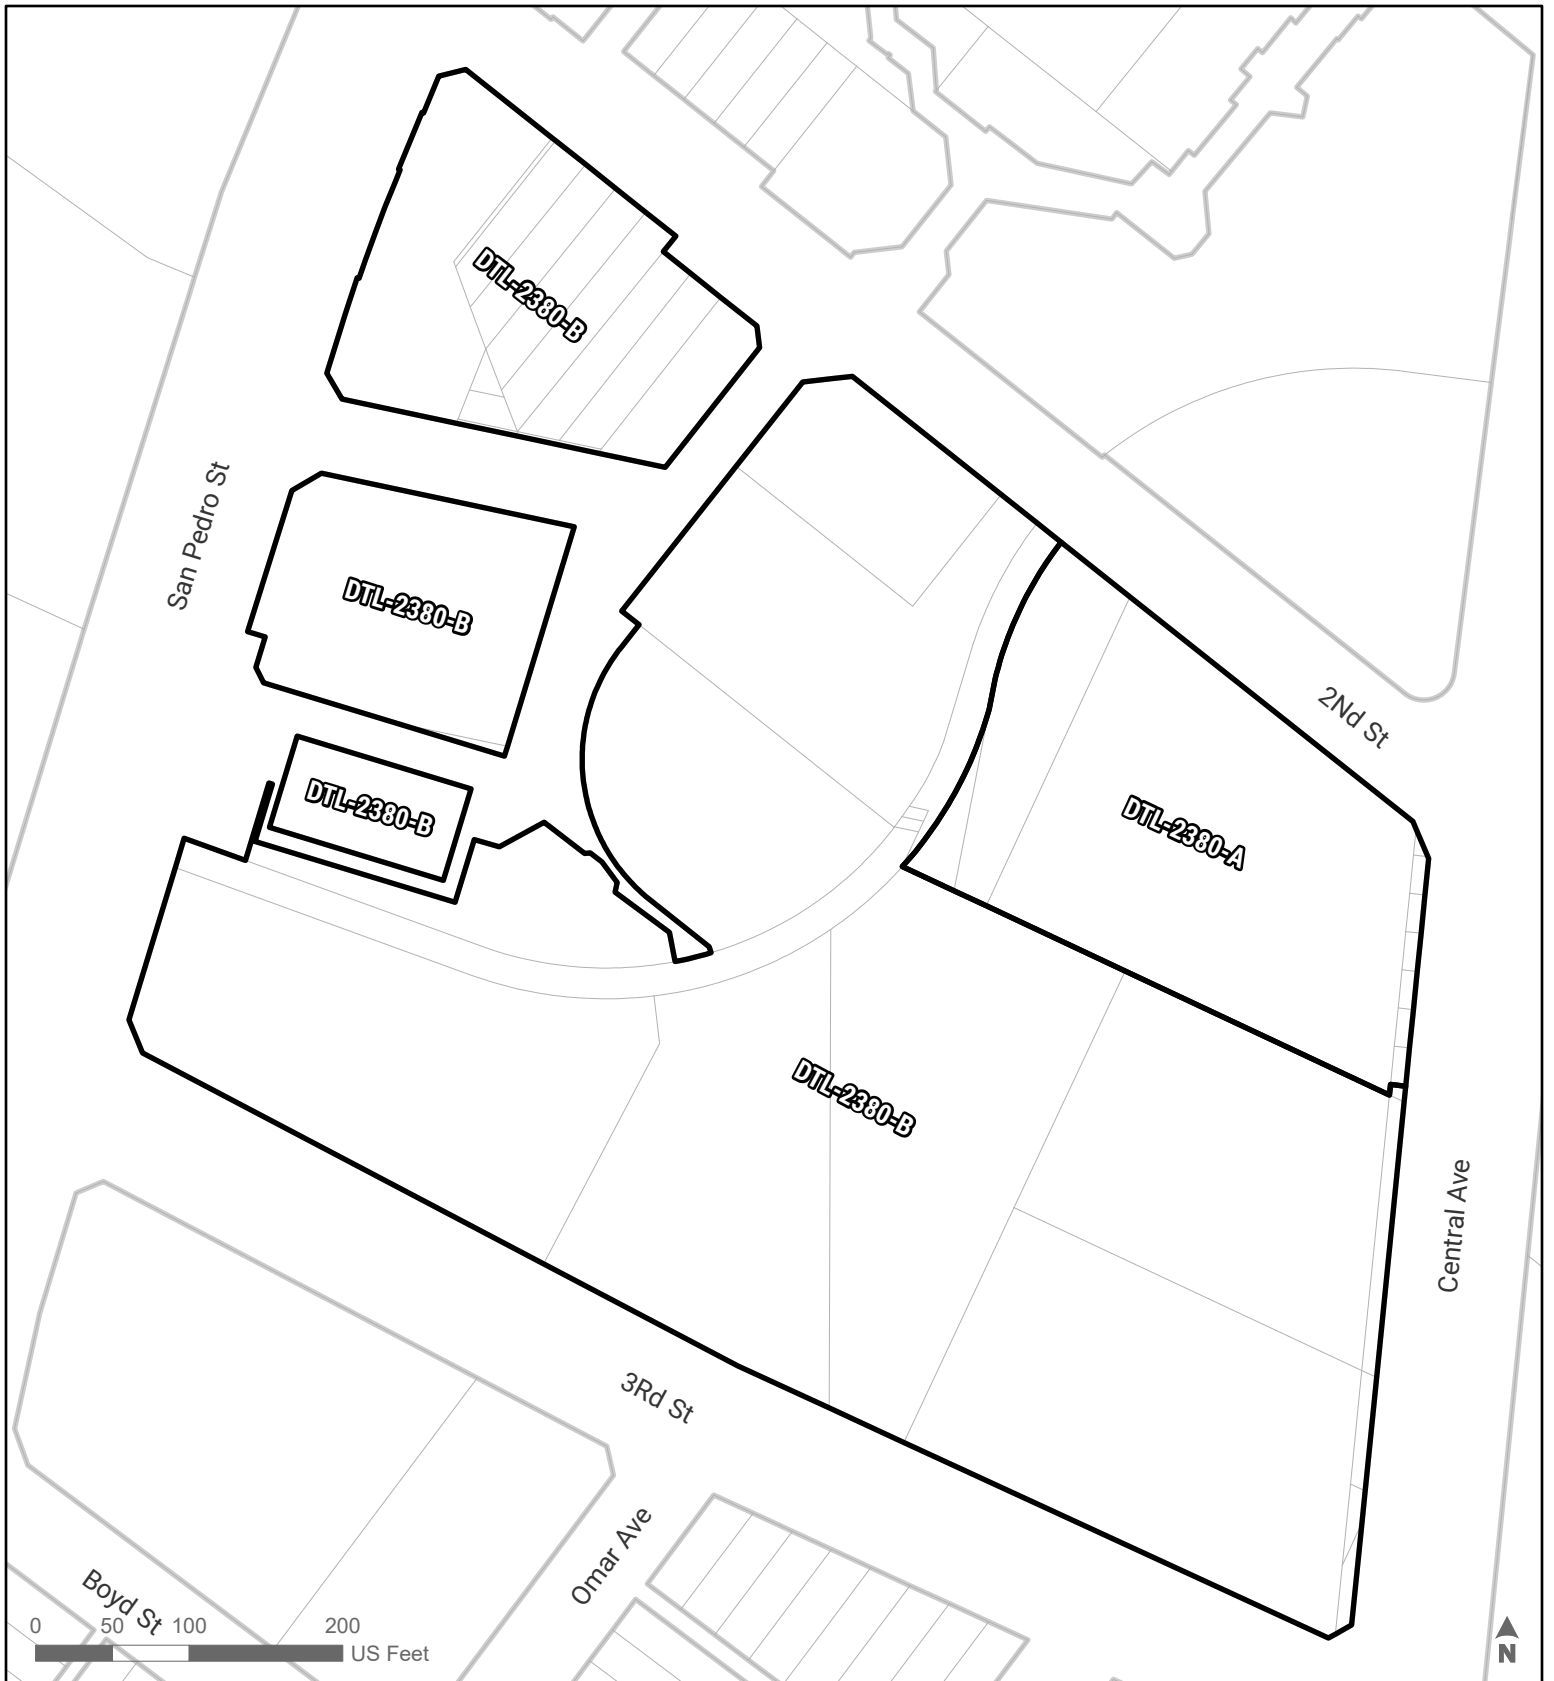 DTL-2380-B
San Pedro St
DTL-2380-B
2Nd St
DTL-2380-B
DTL-2380-A
DTL-2380-B
Central Ave
3Rd St
Omar Ave
Boyd St
0 50 100 200
US Feet
N